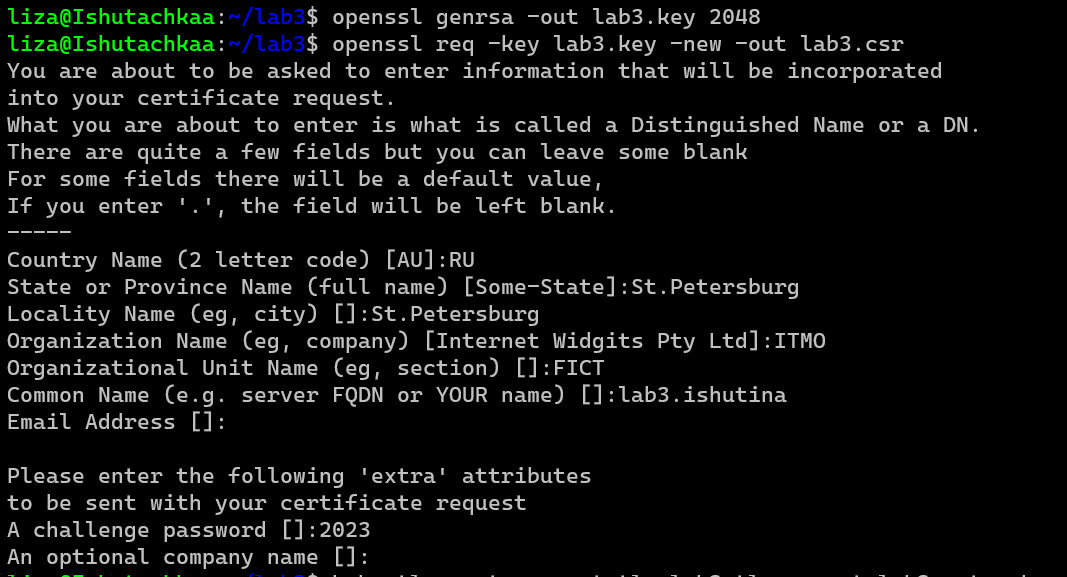 liza@Ishutachkaa:~/lab3$ openssl genrsa -out lab3.key 2048
liza@Ishutachkaa:~/lab3$ openssl req -key lab3.key -new -out lab3.csr
You are about to be asked to enter information that will be incorporated
into your certificate request.
What you are about to enter is what is called a Distinguished Name or a DN.
There are quite a few fields but you can leave some blank
For some fields there will be a default value,
If you enter '.', the field will be left blank.
-----
Country Name (2 letter code) [AU]:RU
State or Province Name (full name) [Some-State]:St.Petersburg
Locality Name (eg, city) []:St.Petersburg
Organization Name (eg, company) [Internet Widgits Pty Ltd]:ITMO
Organizational Unit Name (eg, section) []:FICT
Common Name (e.g. server FQDN or YOUR name) []:lab3.ishutina
Email Address []:
Please enter the following 'extra' attributes
to be sent with your certificate request
A challenge password []:2023
An optional company name []: